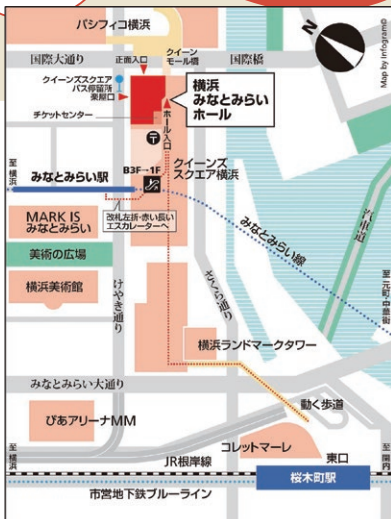 パシフィコ横浜
N
Map by Infogram©
国際大通り
正面入口
クイーン
モール橋
国際橋
クイーンズスクエア
バス停留所
東服口
チケットセンター
ホール入口
横浜
みなとみらい
ホール
至 横浜
みなとみらい駅
B3F→1F
クイーンズ
スクエア横浜
改札左折・赤い長い
エスカレーターへ
MARK IS
みなとみらい
美術の広場
横浜美術館
けやき通り
さくら通り
みなとみらい線
汽車道
至 元町・中華街
横浜ランドマークタワー
みなとみらい大通り
ぴあアリーナMM
動く歩道
コレットマーレ
東口
至 横浜
JR根岸線
桜木町駅
至 関内
市営地下鉄ブルーライン